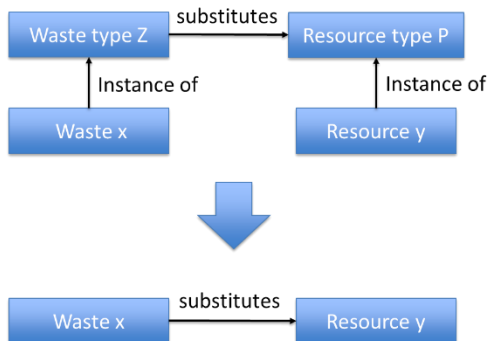 substitutes
Waste type Z
Resource type P
Instance of
Instance of
Waste x
Resource y
substitutes
Waste x
Resource y